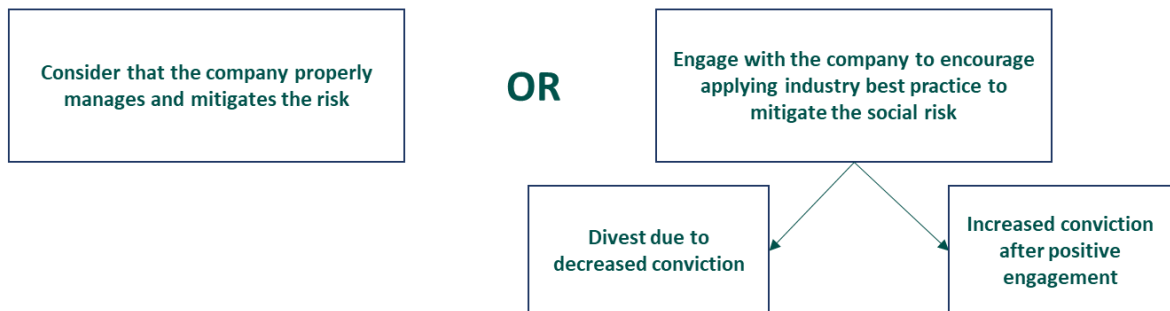 Consider that the company properly
manages and mitigates the risk
OR
Engage with the company to encourage
applying industry best practice to
mitigate the social risk
Divest due to
decreased conviction
Increased conviction
after positive
engagement